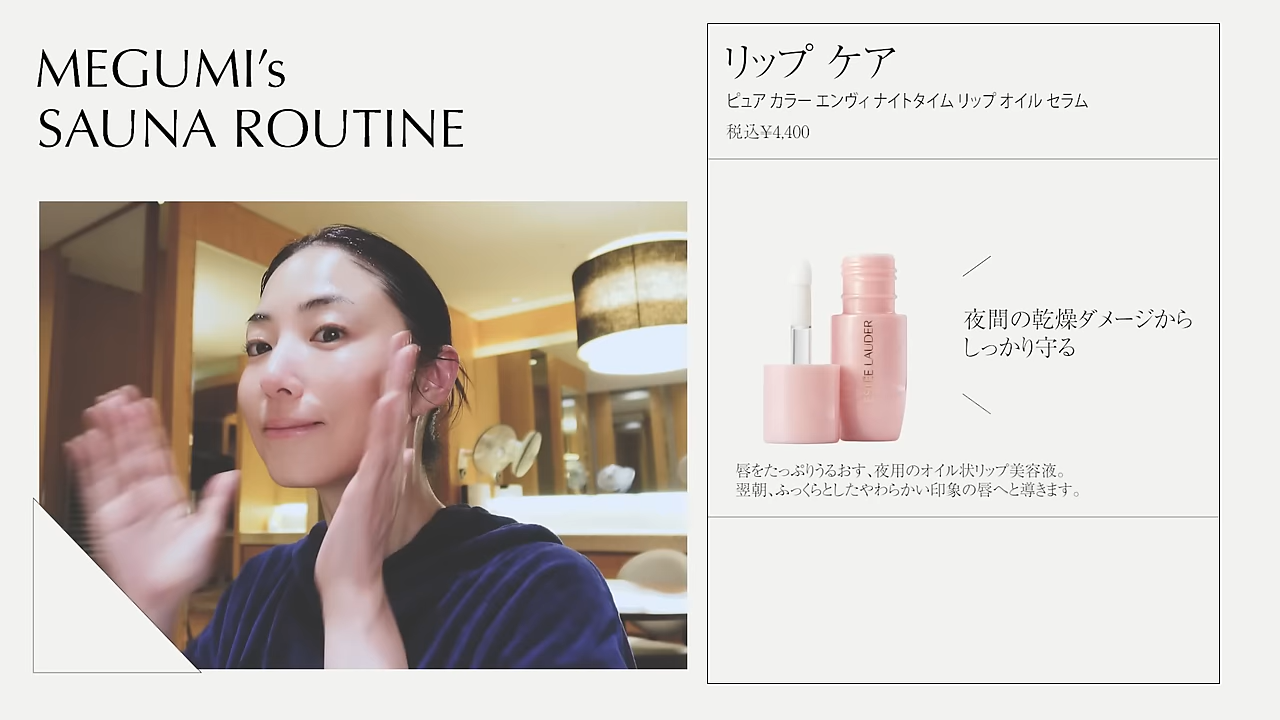 MEGUMI's
SAUNA ROUTINE
リップ ケア
ピュア カラー エンヴィ ナイトタイム リップ オイル セラム
税込¥4,400
夜間の乾燥ダメージから
しっかり守る
ESTEE LAUDER
唇をたっぷりうるおす、夜用のオイル状リップ美容液。
翌朝、ふっくらとしたやわらかい印象の唇へと導きます。